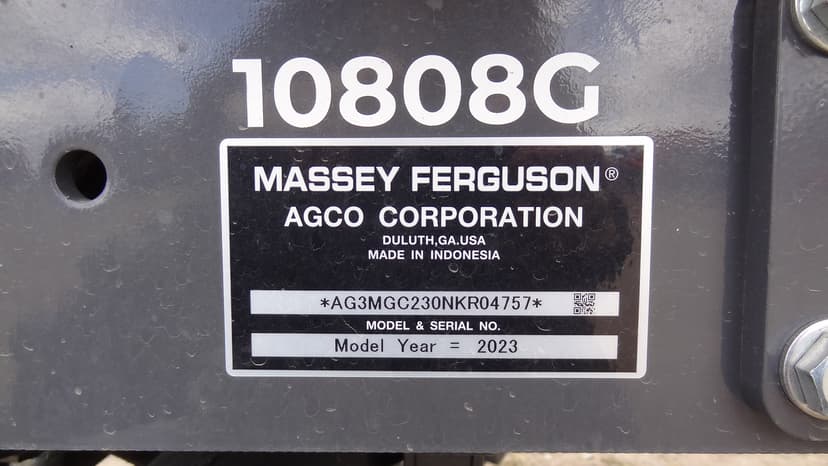 10808G
MASSEY FERGUSON®
AGCO CORPORATION
DULUTH,GA.USA
MADE IN INDONESIA
*AG3MGC230NKR04757*
MODEL & SERIAL NO.
Model Year = 2023